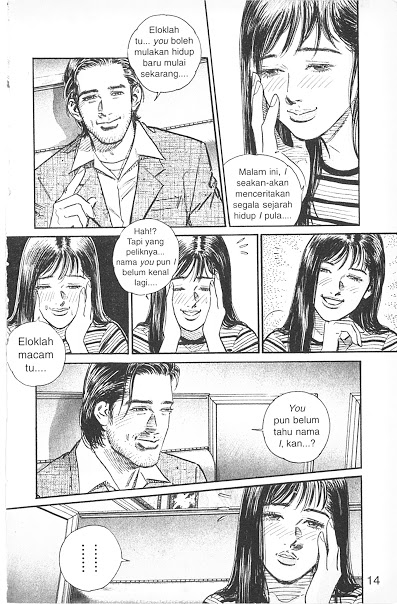 Eloklah
tu... you boleh
mulakan hidup
baru mulai
sekarang....
Malam ini, I
seakan-akan
menceritakan
segala sejarah
hidup I pula....
Hah!?
Tapi yang
peliknya...
nama you pun I
belum kenal
lagi....
Eloklah
macam
tu....
You
pun belum
tahu nama
I, kan...?
......
......
14